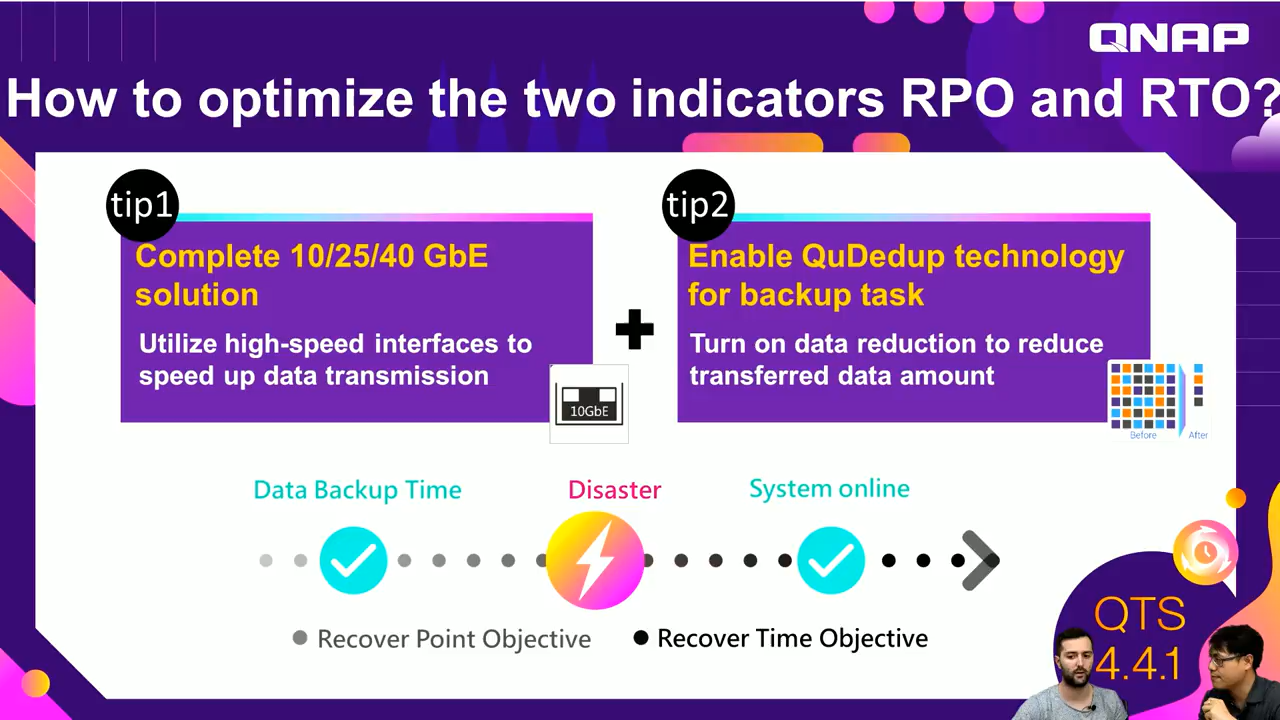 QNAP
How to optimize the two indicators RPO and RTO?
tip1
Complete 10/25/40 GbE
solution
Utilize high-speed interfaces to
speed up data transmission
10GbE
tip2
Enable QuDedup technology
for backup task
Turn on data reduction to reduce
transferred data amount
Before After
Data Backup Time
Disaster
System online
Recover Point Objective
Recover Time Objective
QTS
4.4.1